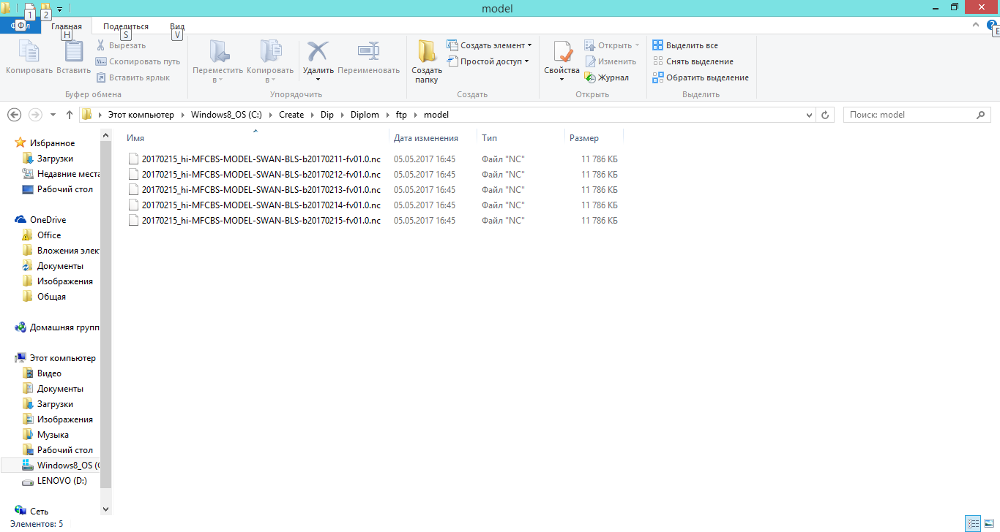 model
1
2
Ф
Главная
Поделиться
Вид
H
S
V
E
Копировать
Вставить
Вырезать
Скопировать путь
Вставить ярлык
Буфер обмена
Переместить в
Копировать в
Удалить
Переименовать
Упорядочить
Создать папку
Создать элемент
Простой доступ
Создать
Свойства
Открыть
Изменить
Журнал
Открыть
Выделить все
Снять выделение
Обратить выделение
Выделить
Этот компьютер Windows8_OS (C:) Create Dip Diplom ftp model
Поиск: model
Избранное
Загрузки
Недавние места
Рабочий стол
OneDrive
Office
Вложения элек
Документы
Изображения
Общая
Домашняя групп
Этот компьютер
Видео
Документы
Загрузки
Изображения
Музыка
Рабочий стол
Windows8_OS (C
LENOVO (D:)
Сеть
Имя Дата изменения Тип Размер
20170215_hi-MFCBS-MODEL-SWAN-BLS-b20170211-fv01.0.nc 05.05.2017 16:45 Файл "NC" 11 786 КБ
20170215_hi-MFCBS-MODEL-SWAN-BLS-b20170212-fv01.0.nc 05.05.2017 16:45 Файл "NC" 11 786 КБ
20170215_hi-MFCBS-MODEL-SWAN-BLS-b20170213-fv01.0.nc 05.05.2017 16:45 Файл "NC" 11 786 КБ
20170215_hi-MFCBS-MODEL-SWAN-BLS-b20170214-fv01.0.nc 05.05.2017 16:45 Файл "NC" 11 786 КБ
20170215_hi-MFCBS-MODEL-SWAN-BLS-b20170215-fv01.0.nc 05.05.2017 16:45 Файл "NC" 11 786 КБ
Элементов: 5